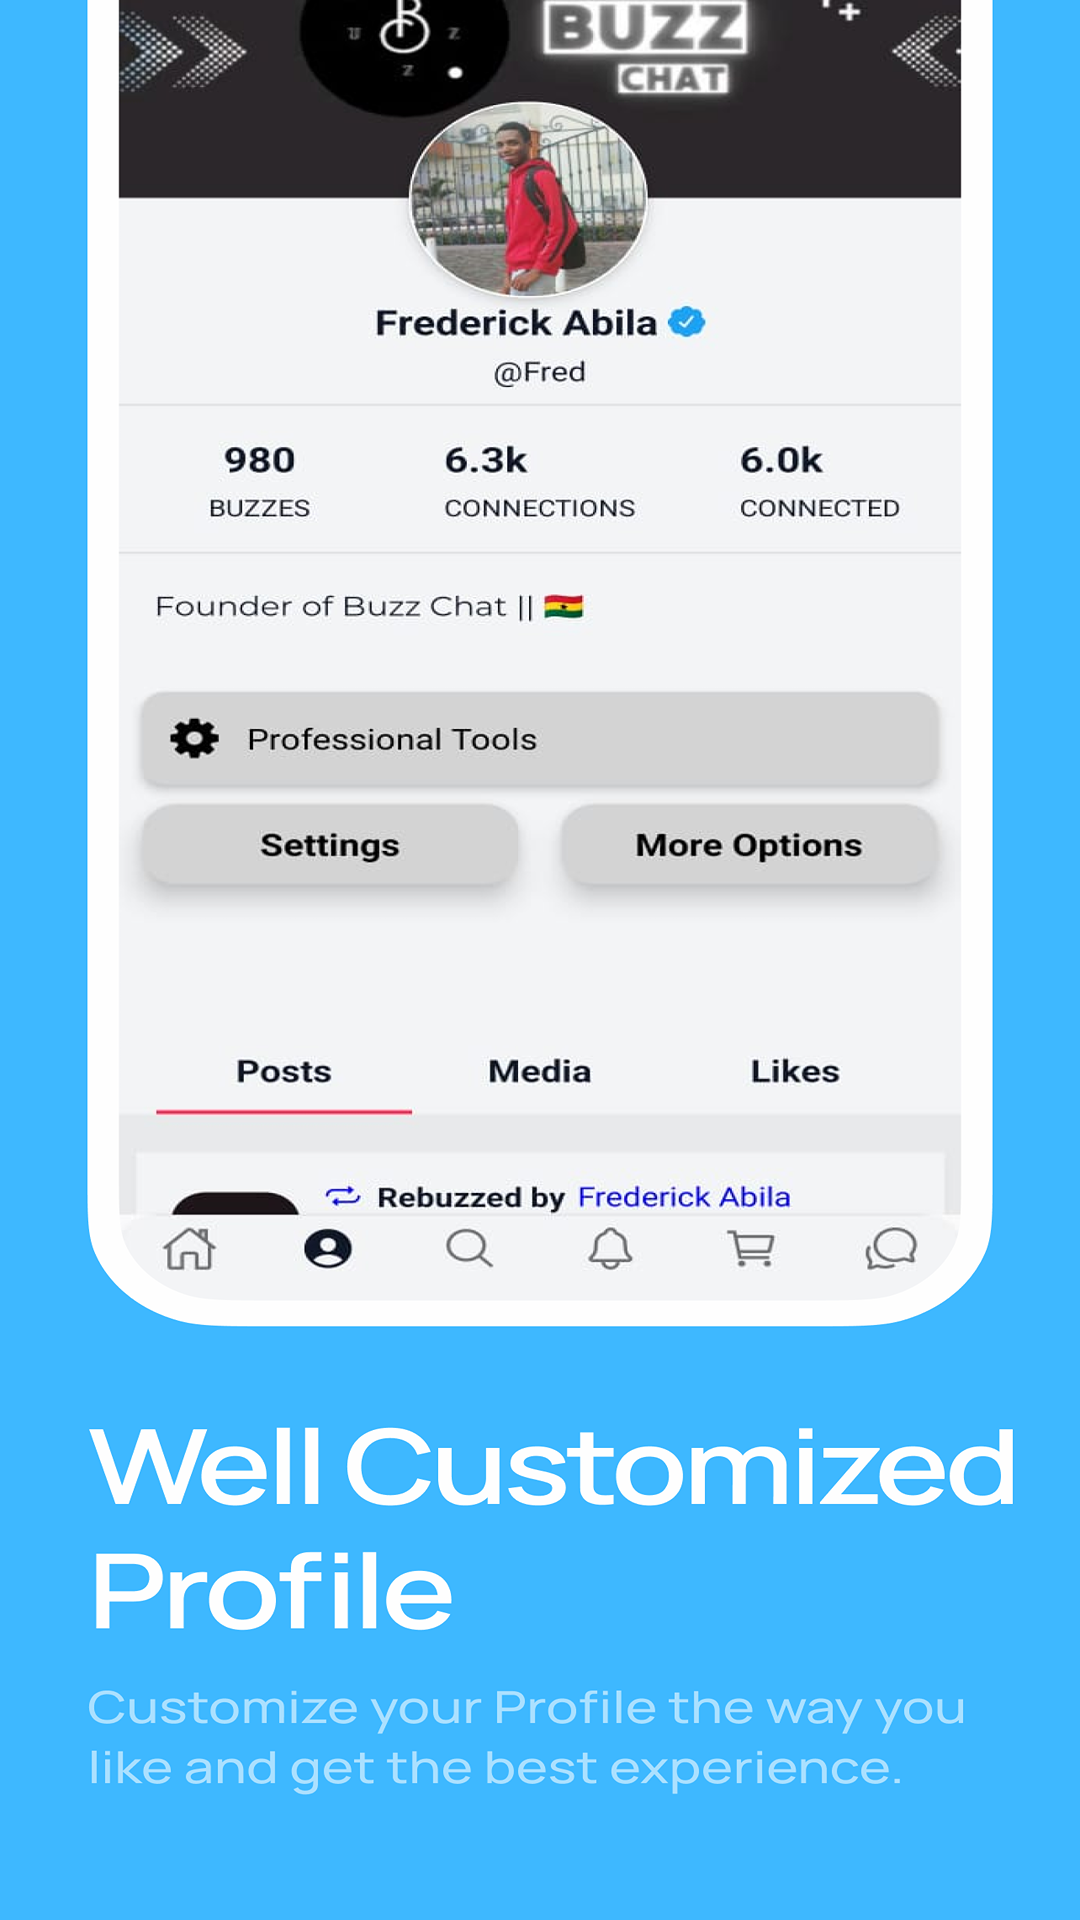 B
U Z
Z
BUZZ
CHAT
Frederick Abila
@Fred
980 6.3k 6.0k
BUZZES CONNECTIONS CONNECTED
Founder of Buzz Chat || 🇬🇭
Professional Tools
Settings More Options
Posts Media Likes
Rebuzzed by Frederick Abila
Well Customized
Profile
Customize your Profile the way you
like and get the best experience.